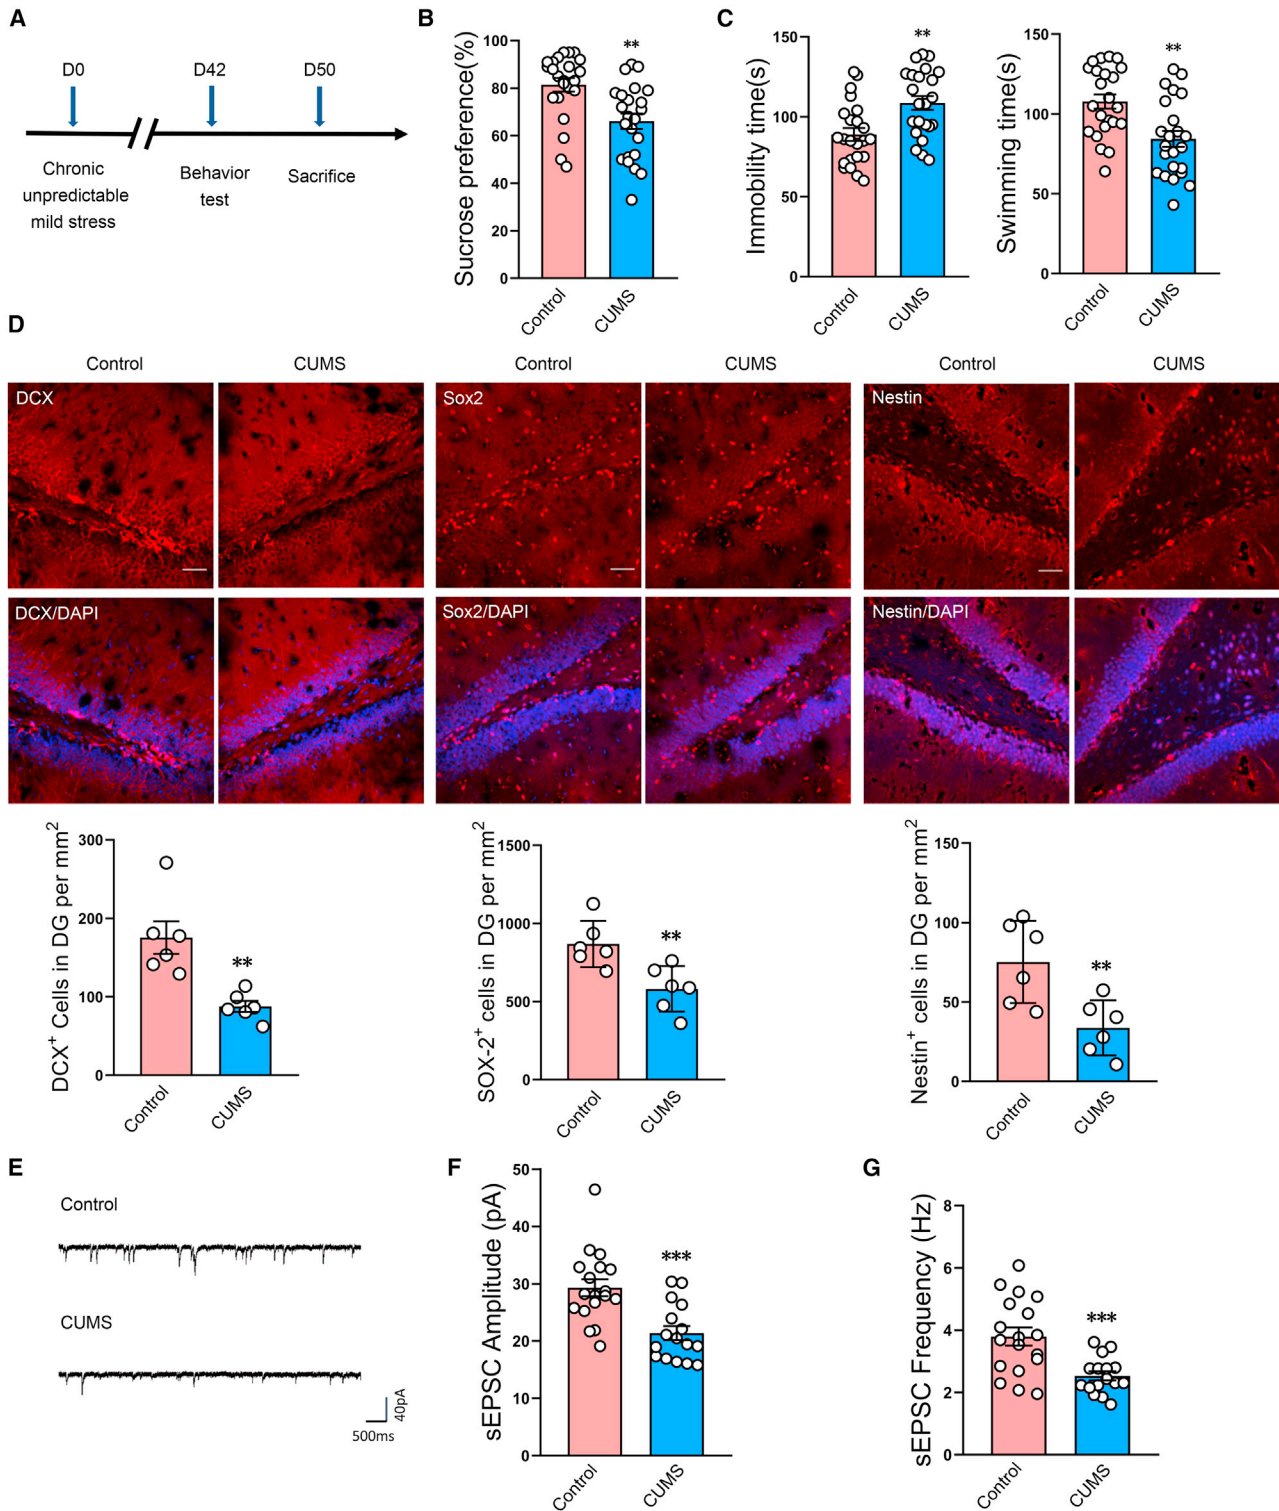 A
D0
D42
D50
Chronic
unpredictable
mild stress
Behavior
test
Sacrifice
B
Sucrose preference(%)
100
80
60
40
20
0
**
Control
CUMS
C
Immobility time(s)
150
100
50
0
**
Control
CUMS
Swimming time(s)
150
100
50
0
**
Control
CUMS
D
Control
CUMS
Control
CUMS
Control
CUMS
DCX
Sox2
Nestin
DCX/DAPI
Sox2/DAPI
Nestin/DAPI
DCX+ Cells in DG per mm2
300
200
100
0
**
Control
CUMS
SOX-2+ cells in DG per mm2
1500
1000
500
0
**
Control
CUMS
Nestin+ cells in DG per mm2
150
100
50
0
**
Control
CUMS
E
Control
CUMS
40pA
500ms
F
sEPSC Amplitude (pA)
50
40
30
20
10
0
***
Control
CUMS
G
sEPSC Frequency (Hz)
8
6
4
2
0
***
Control
CUMS